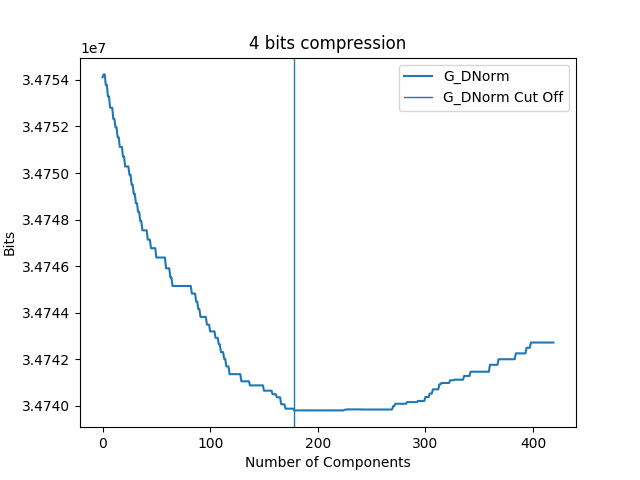 4 bits compression
1e7
G_DNorm
G_DNorm Cut Off
3.4754
3.4752
3.4750
3.4748
3.4746
3.4744
3.4742
3.4740
Bits
0 100 200 300 400
Number of Components